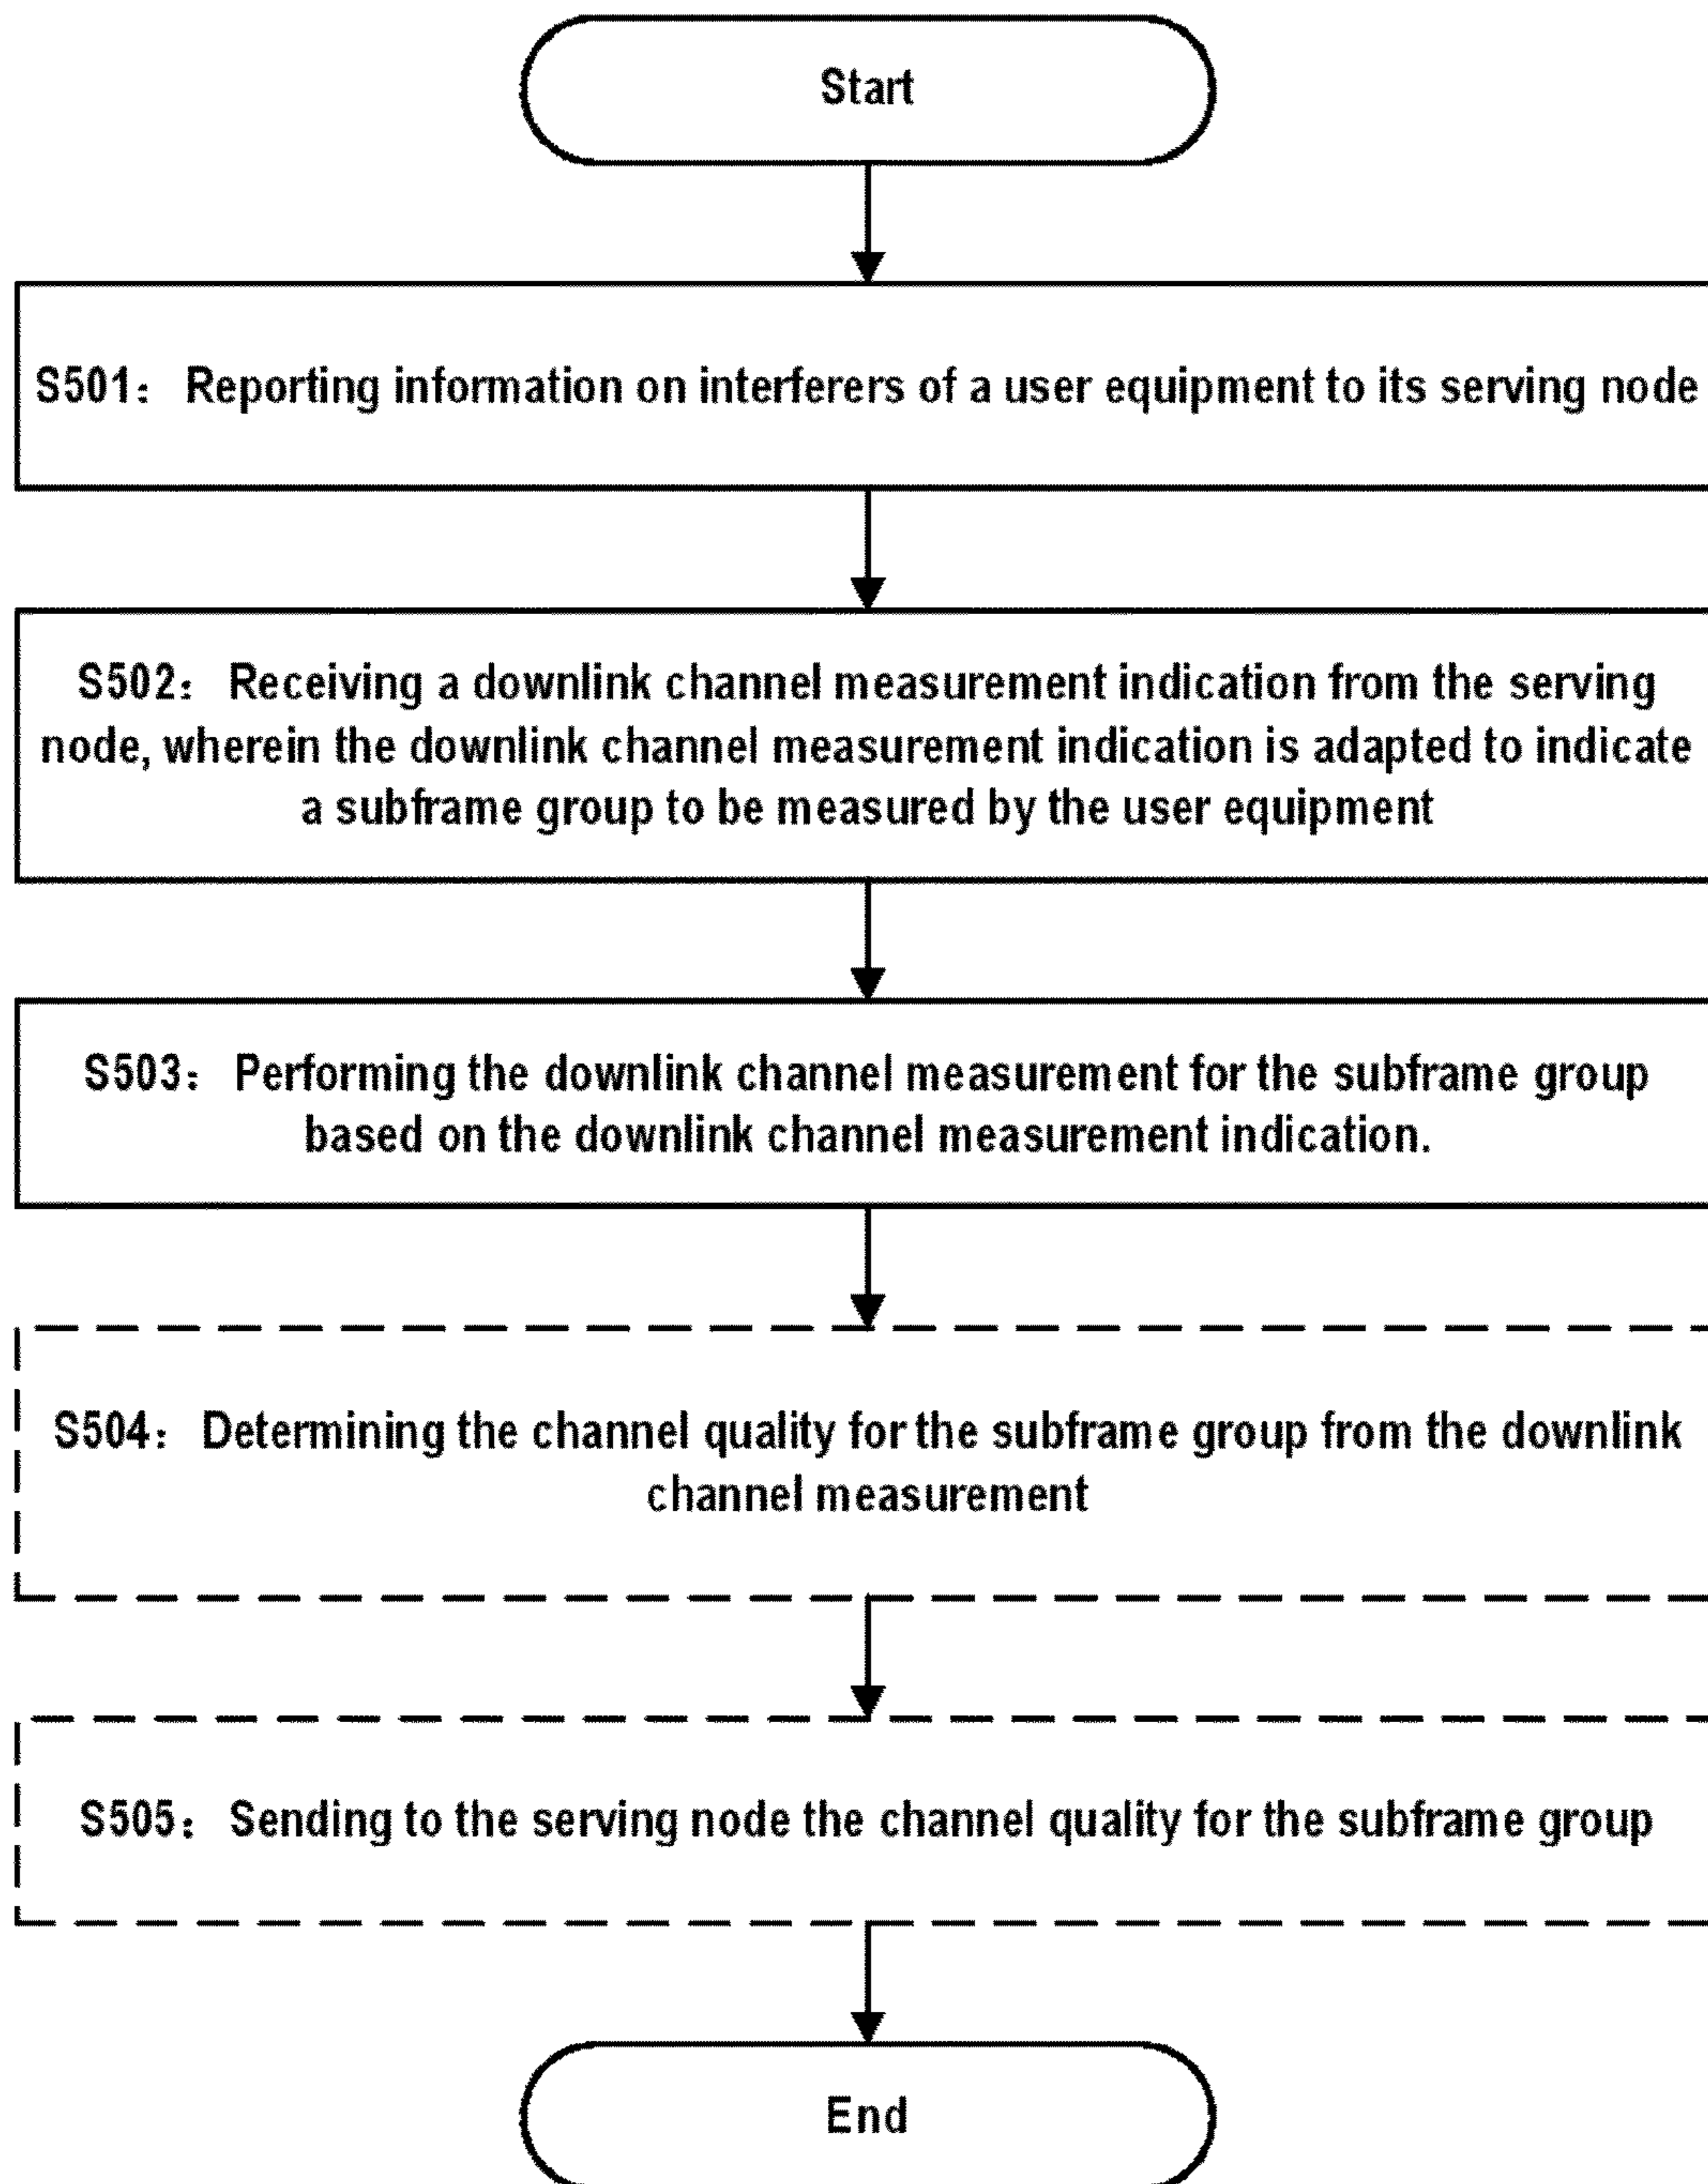 Start
S501: Reporting information on interferers of a user equipment to its serving node
S502: Receiving a downlink channel measurement indication from the serving
node, wherein the downlink channel measurement indication is adapted to indicate
a subframe group to be measured by the user equipment
S503: Performing the downlink channel measurement for the subframe group
based on the downlink channel measurement indication.
S504: Determining the channel quality for the subframe group from the downlink
channel measurement
S505: Sending to the serving node the channel quality for the subframe group
End